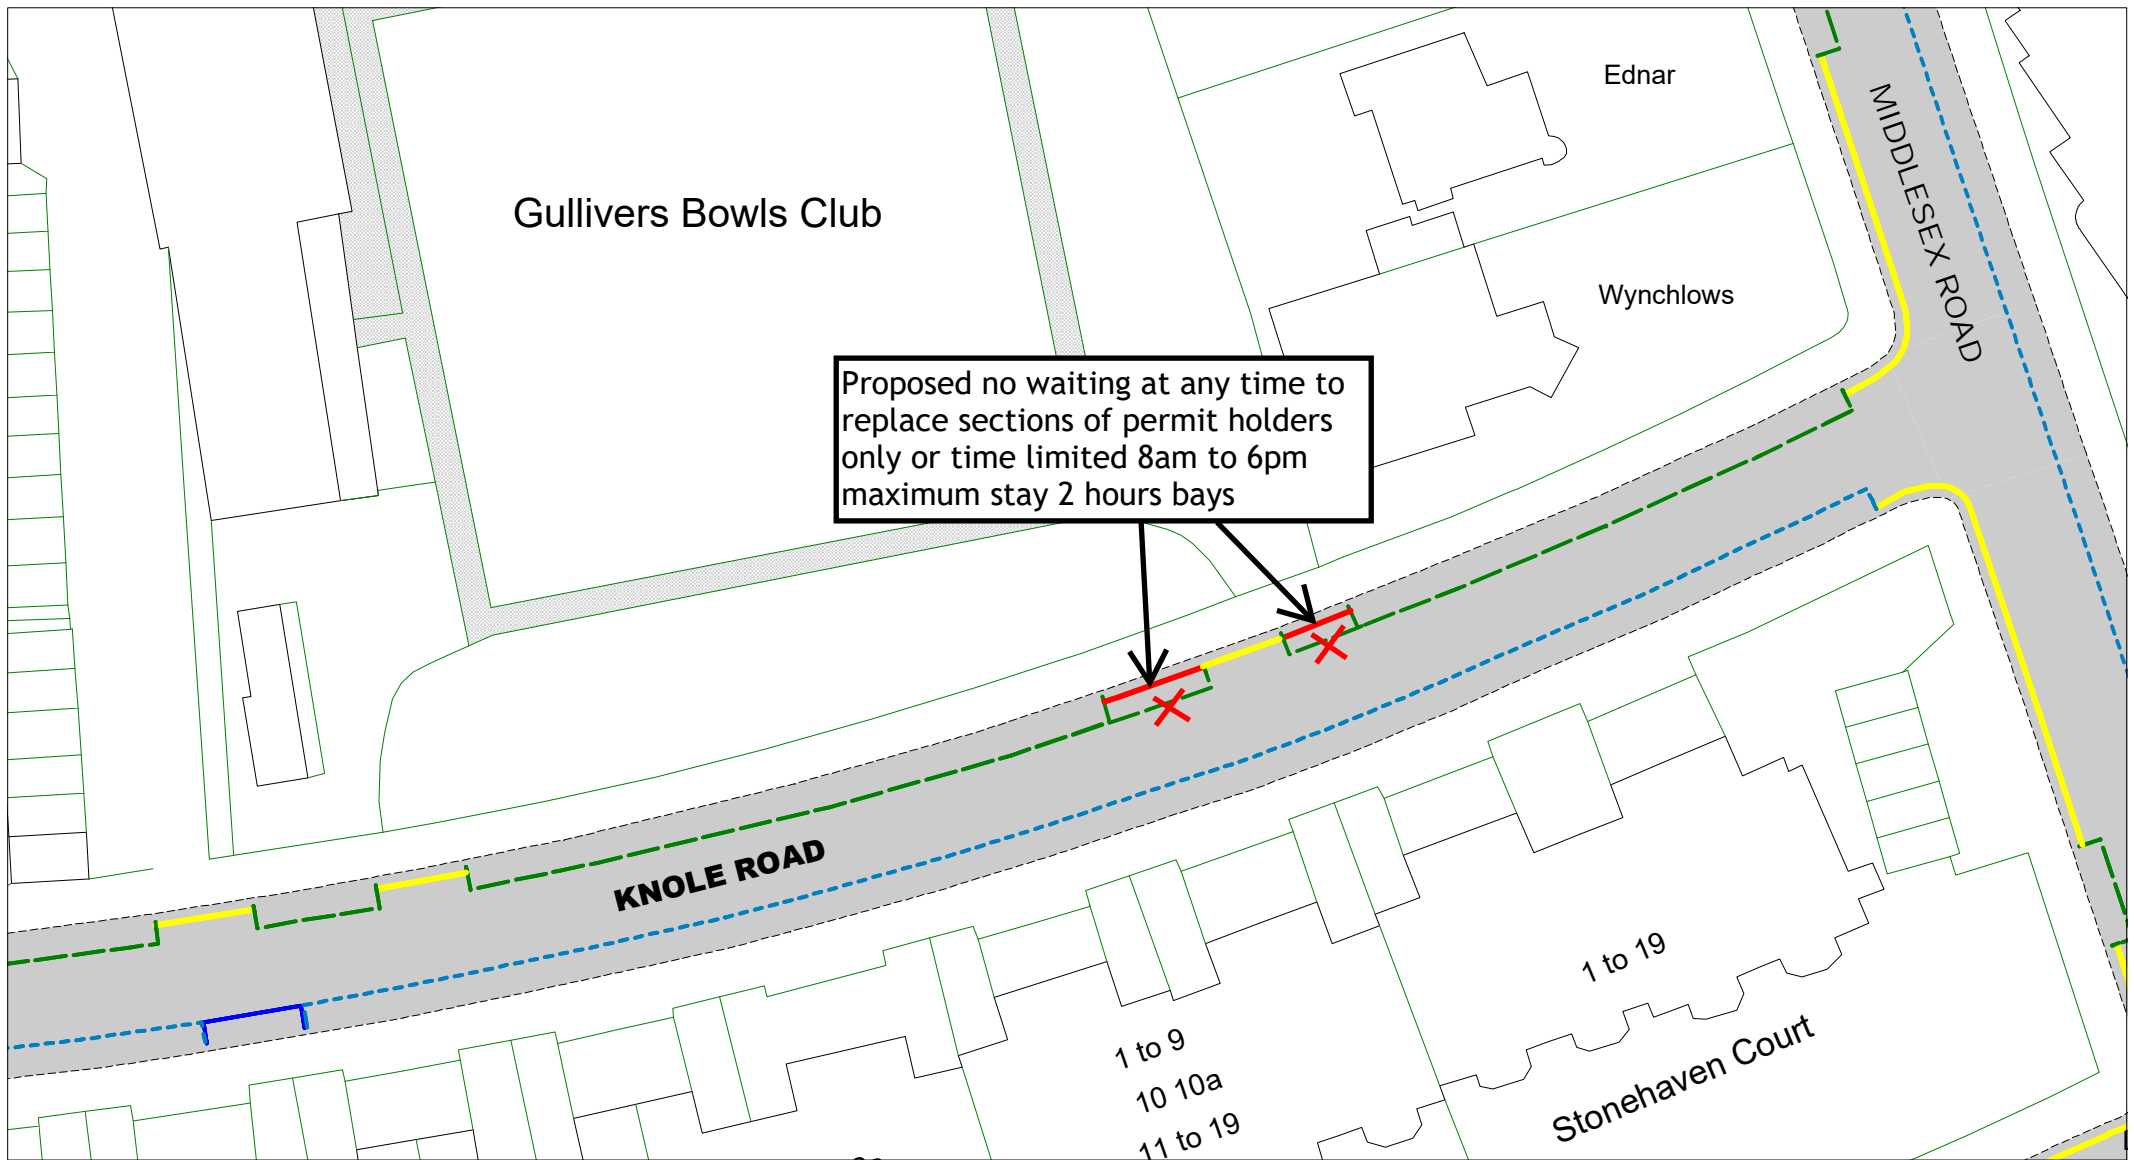 Ednar
MIDDLESEX ROAD
Gullivers Bowls Club
Wynchlows
Proposed no waiting at any time to
replace sections of permit holders
only or time limited 8am to 6pm
maximum stay 2 hours bays
KNOLE ROAD
1 to 19
1 to 9
10 10a
11 to 19
Stonehaven Court